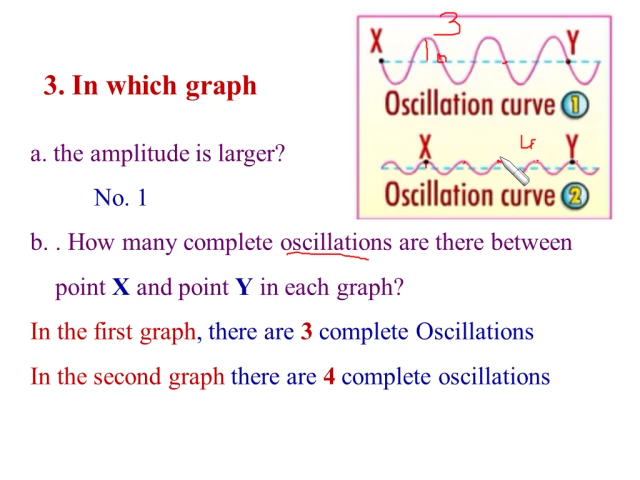 3
X
Y
3. In which graph
Oscillation curve 1
a. the amplitude is larger?
X
4
Y
No. 1
Oscillation curve 2
b. . How many complete oscillations are there between
point X and point Y in each graph?
In the first graph, there are 3 complete Oscillations
In the second graph there are 4 complete oscillations